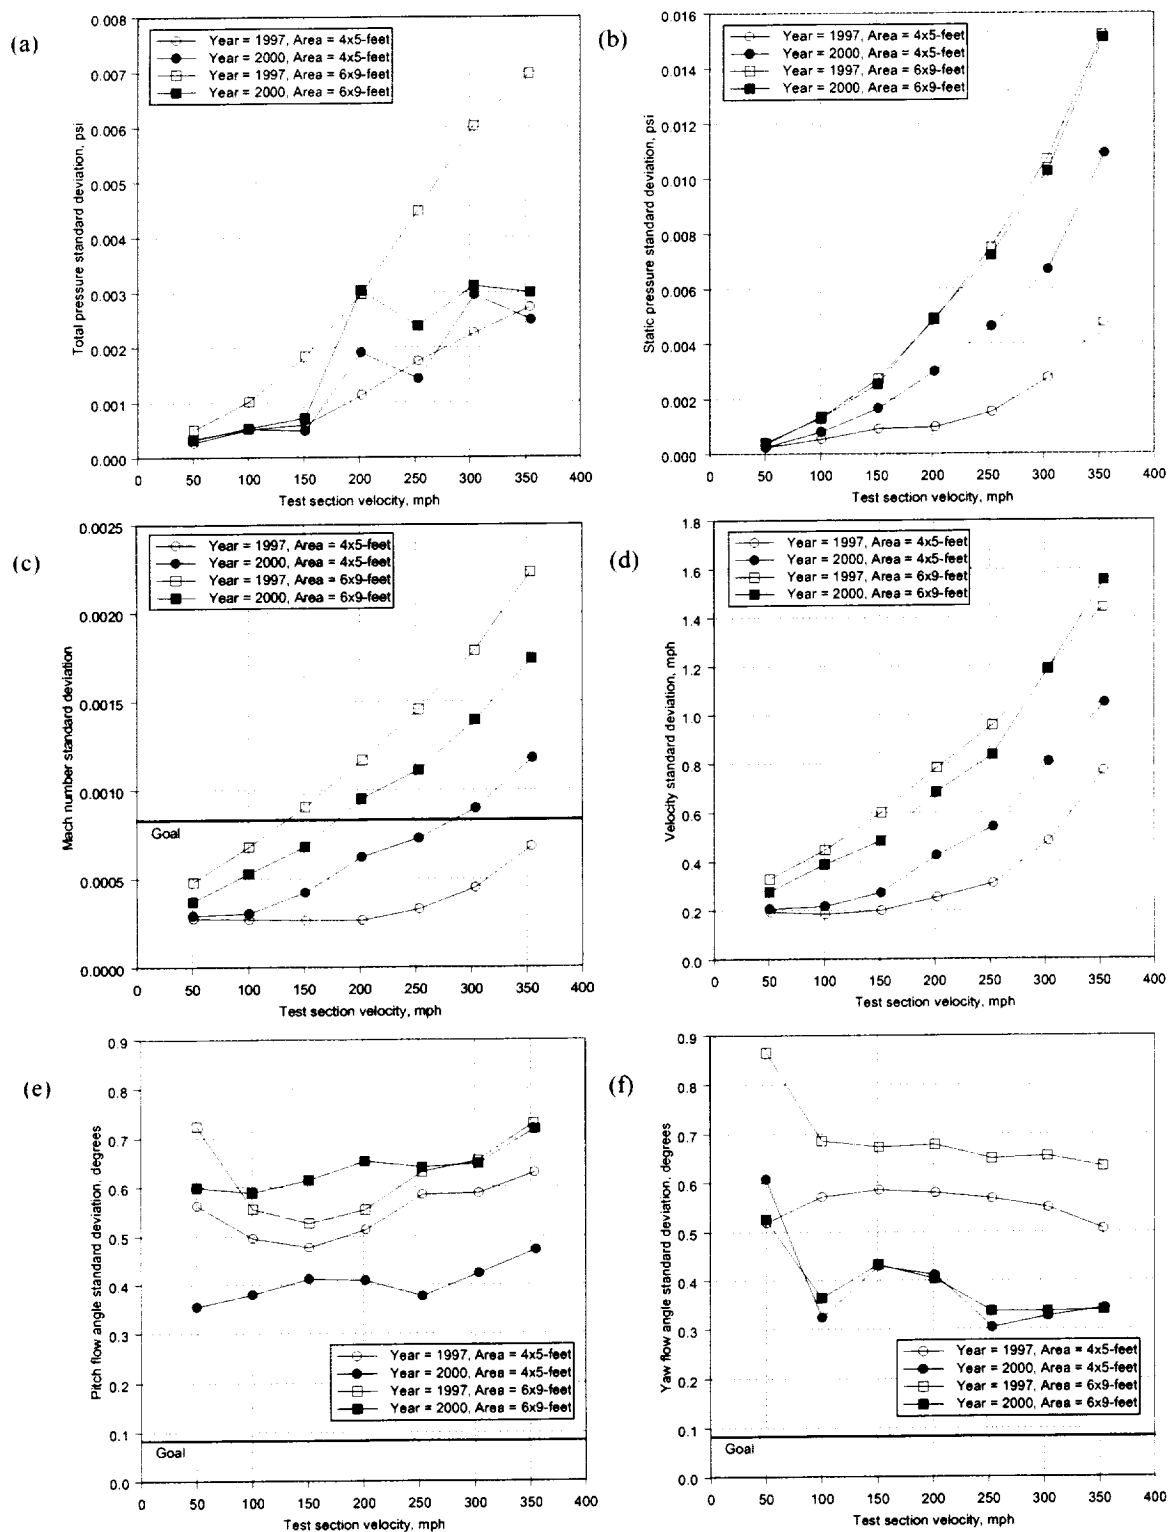 (a)
0.008
0.007
0.006
0.005
0.004
0.003
0.002
0.001
0.000
Total pressure standard deviation, psi
Year = 1997, Area = 4x5-feet
Year = 2000, Area = 4x5-feet
Year = 1997, Area = 6x9-feet
Year = 2000, Area = 6x9-feet
0 50 100 150 200 250 300 350 400
Test section velocity, mph
(b)
0.016
0.014
0.012
0.010
0.008
0.006
0.004
0.002
0.000
Static pressure standard deviation, psi
Year = 1997, Area = 4x5-feet
Year = 2000, Area = 4x5-feet
Year = 1997, Area = 6x9-feet
Year = 2000, Area = 6x9-feet
0 50 100 150 200 250 300 350 400
Test section velocity, mph
(c)
0.0025
0.0020
0.0015
0.0010
0.0005
0.0000
Mach number standard deviation
Year = 1997, Area = 4x5-feet
Year = 2000, Area = 4x5-feet
Year = 1997, Area = 6x9-feet
Year = 2000, Area = 6x9-feet
Goal
0 50 100 150 200 250 300 350 400
Test section velocity, mph
(d)
1.8
1.6
1.4
1.2
1.0
0.8
0.6
0.4
0.2
0.0
Velocity standard deviation, mph
Year = 1997, Area = 4x5-feet
Year = 2000, Area = 4x5-feet
Year = 1997, Area = 6x9-feet
Year = 2000, Area = 6x9-feet
0 50 100 150 200 250 300 350 400
Test section velocity, mph
(e)
0.9
0.8
0.7
0.6
0.5
0.4
0.3
0.2
0.1
0.0
Pitch flow angle standard deviation, degrees
Year = 1997, Area = 4x5-feet
Year = 2000, Area = 4x5-feet
Year = 1997, Area = 6x9-feet
Year = 2000, Area = 6x9-feet
Goal
0 50 100 150 200 250 300 350 400
Test section velocity, mph
(f)
0.9
0.8
0.7
0.6
0.5
0.4
0.3
0.2
0.1
0.0
Yaw flow angle standard deviation, degrees
Year = 1997, Area = 4x5-feet
Year = 2000, Area = 4x5-feet
Year = 1997, Area = 6x9-feet
Year = 2000, Area = 6x9-feet
Goal
0 50 100 150 200 250 300 350 400
Test section velocity, mph